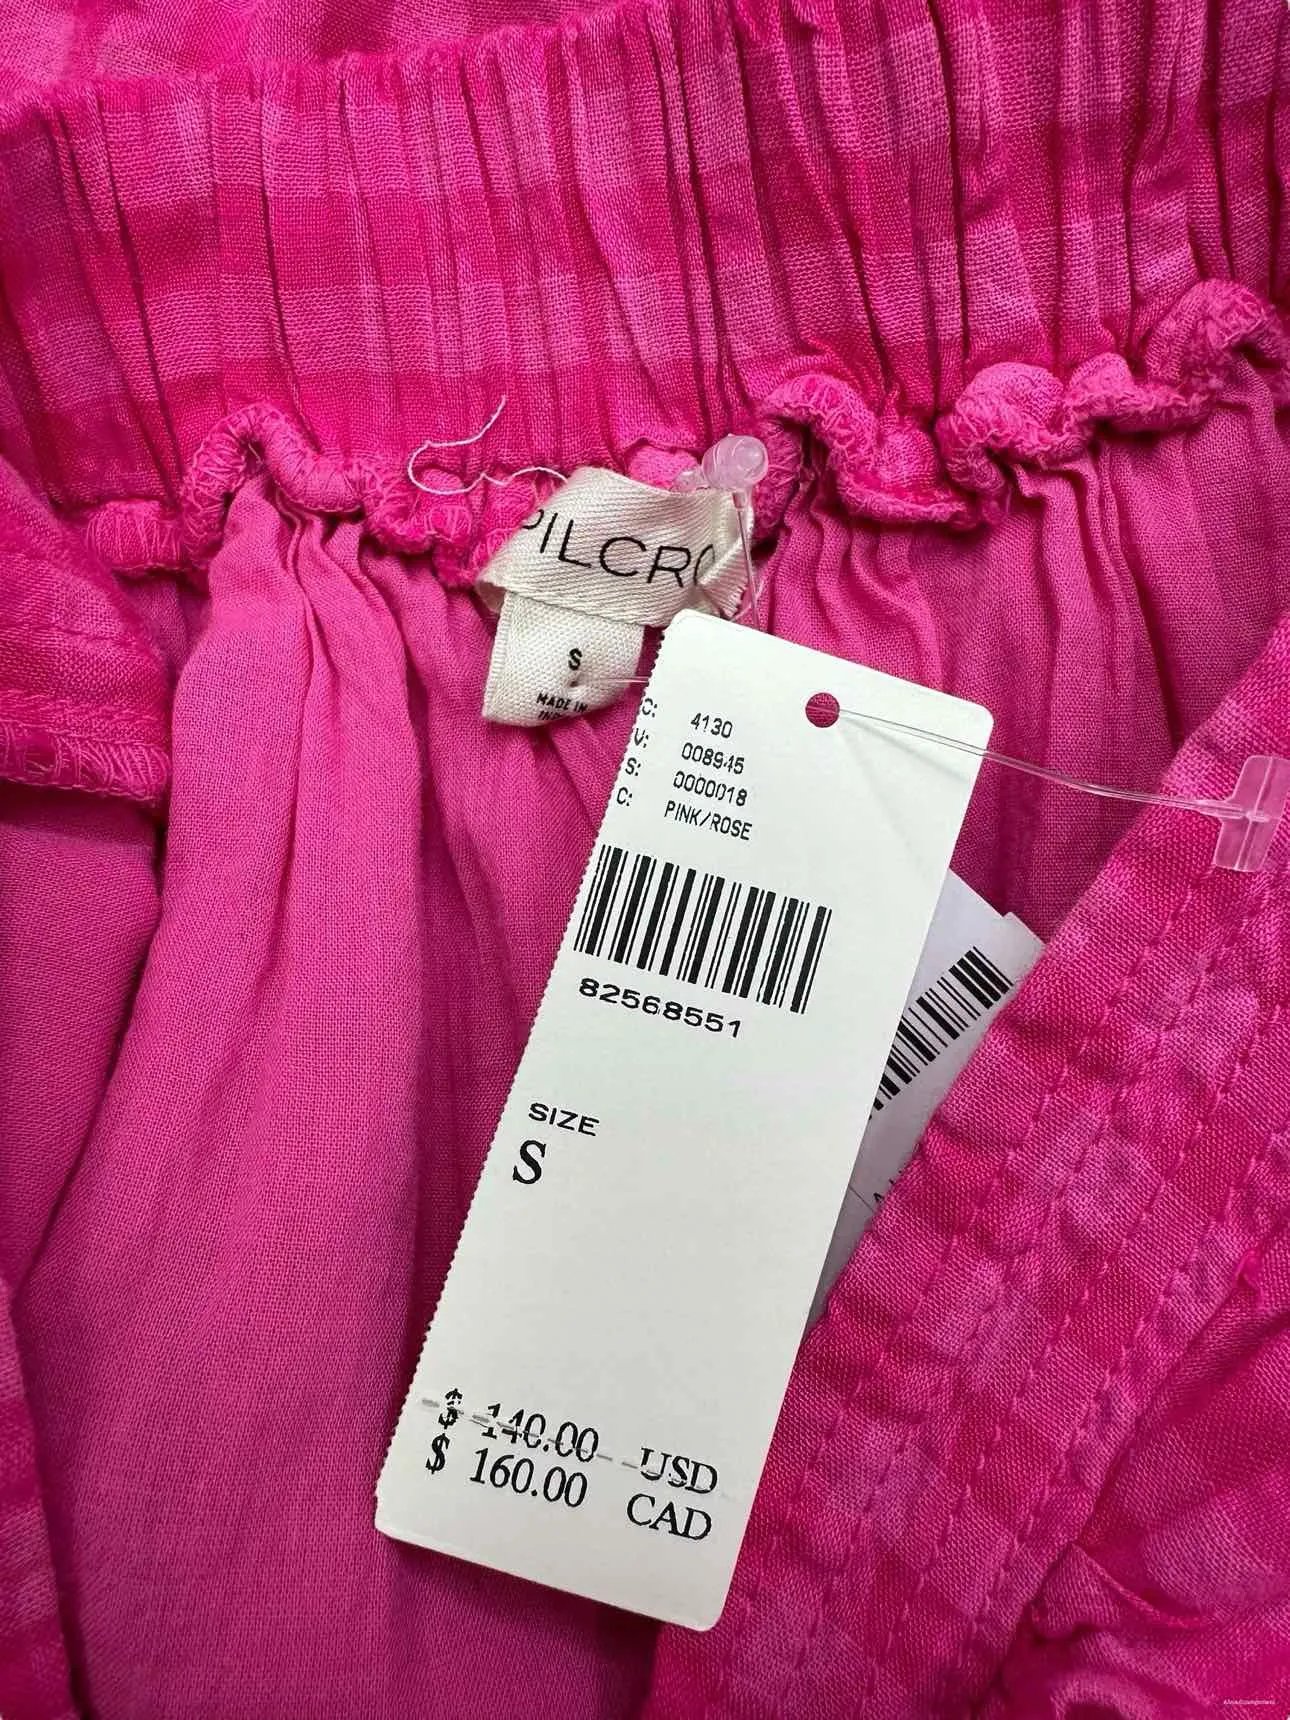 PILCRO
S
MADE IN
O: 4130
V: 008945
S: 0000018
C: PINK/ROSE
82568551
SIZE
S
$ 140.00 USD
$ 160.00 CAD